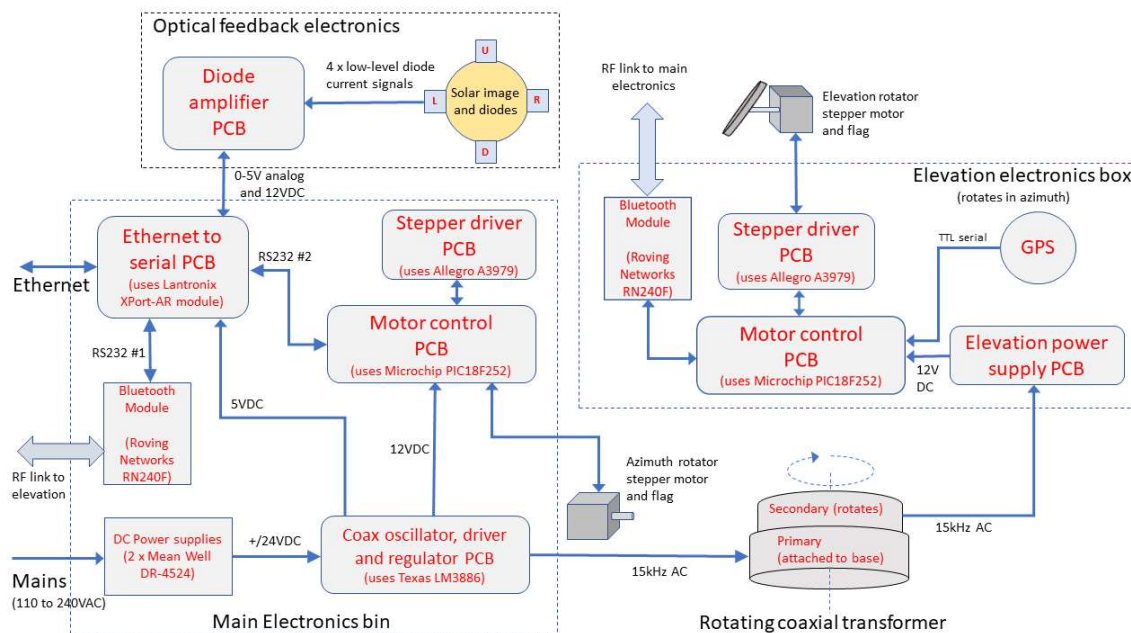 Optical feedback electronics
Diode
amplifier
PCB
4 x low-level diode
current signals
U
L
Solar image
and diodes
R
D
0-5V analog
and 12VDC
Ethernet to
serial PCB
(uses Lantronix
XPort-AR module)
Ethernet
RS232 #2
Stepper driver
PCB
(uses Allegro A3979)
Motor control
PCB
(uses Microchip PIC18F252)
RS232 #1
Bluetooth
Module
(Roving
Networks
RN240F)
RF link to
elevation
5VDC
12VDC
DC Power supplies
(2 x Mean Well
DR-4524)
+/24VDC
Coax oscillator, driver
and regulator PCB
(uses Texas LM3886)
Mains
(110 to 240VAC)
Main Electronics bin
Azimuth rotator
stepper motor
and flag
15kHz AC
RF link to main
electronics
Elevation rotator
stepper motor
and flag
Elevation electronics box
(rotates in azimuth)
Bluetooth
Module
(Roving
Networks
RN240F)
Stepper driver
PCB
(uses Allegro A3979)
TTL serial
GPS
Motor control
PCB
(uses Microchip PIC18F252)
12V
DC
Elevation power
supply PCB
Secondary (rotates)
Primary
(attached to base)
15kHz AC
Rotating coaxial transformer